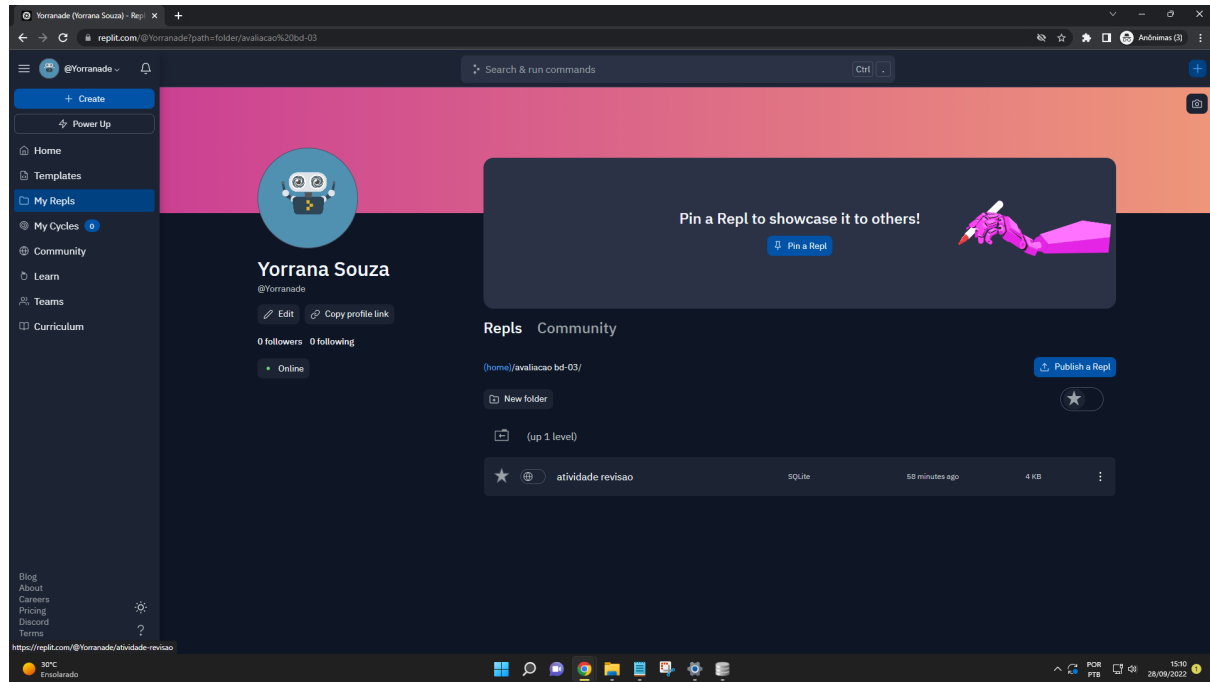 Yorranade (Yorrana Souza) - Repl
replit.com/@Yorranade?path=folder/avaliacao%20bd-03
Anônimas (3)
@Yorranade
Search & run commands
Ctrl .
+ Create
Power Up
Home
Templates
My Repls
My Cycles 0
Community
Learn
Teams
Curriculum
Pin a Repl to showcase it to others!
Pin a Repl
Yorrana Souza
@Yorranade
Edit Copy profile link
0 followers 0 following
Online
Repls Community
(home)/avaliacao bd-03/
Publish a Repl
New folder
(up 1 level)
atividade revisao SQLite 58 minutes ago 4 KB
Blog
About
Careers
Pricing
Discord
Terms
https://replit.com/@Yorranade/atividade-revisao
30°C
Ensolarado
POR
PTB
15:10
28/09/2022
1